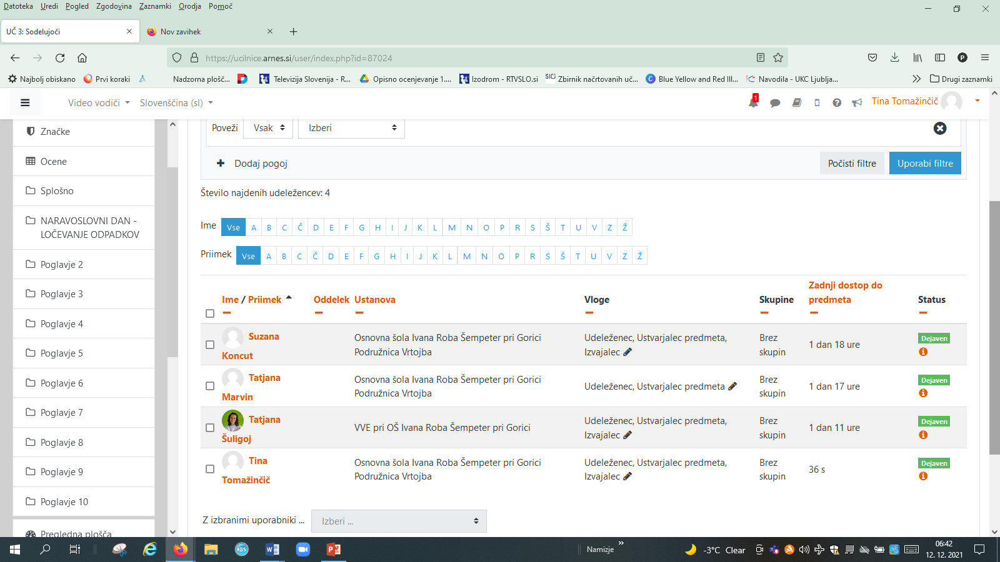 Datoteka Uredi Pogled Zgodovina Zaznamki Orodja Pomoč
UČ 3: Sodelujoči
Nov zavihek
https://ucilnice.arnes.si/user/index.php?id=87024
Najbolj obiskano Prvi koraki Nadzorna plošč... Televizija Slovenija - R... Opisno ocenjevanje 1.... Izodrom - RTVSLO.si Zbirnik načrtovanih uč... Blue Yellow and Red Ill... Navodila - UKC Ljublja... Drugi zaznamki
Video vodiči Slovenščina (sl) 1 Tina Tomažinčič
Značke
Ocene
Splošno
NARAVOSLOVNI DAN -
LOČEVANJE ODPADKOV
Poglavje 2
Poglavje 3
Poglavje 4
Poglavje 5
Poglavje 6
Poglavje 7
Poglavje 8
Poglavje 9
Poglavje 10
Pregledna plošča
Poveži Vsak Izberi
Dodaj pogoj Počisti filtre Uporabi filtre
Število najdenih udeležencev: 4
Ime Vse A B C Č D E F G H I J K L M N O P R S Š T U V Z Ž
Priimek Vse A B C Č D E F G H I J K L M N O P R S Š T U V Z Ž
Ime / Priimek Oddelek Ustanova Vloge Skupine Zadnji dostop do predmeta Status
Suzana Koncut Osnovna šola Ivana Roba Šempeter pri Gorici Podružnica Vrtojba Udeleženec, Ustvarjalec predmeta, Izvajalec Brez skupin 1 dan 18 ure Dejaven
Tatjana Marvin Osnovna šola Ivana Roba Šempeter pri Gorici Podružnica Vrtojba Udeleženec, Ustvarjalec predmeta Brez skupin 1 dan 17 ure Dejaven
Tatjana Šuligoj VVE pri OŠ Ivana Roba Šempeter pri Gorici Udeleženec, Ustvarjalec predmeta, Izvajalec Brez skupin 1 dan 11 ure Dejaven
Tina Tomažinčič Osnovna šola Ivana Roba Šempeter pri Gorici Podružnica Vrtojba Udeleženec, Ustvarjalec predmeta, Izvajalec Brez skupin 36 s Dejaven
Z izbranimi uporabniki ... Izberi ...
Namizje -3°C Clear 06:42
12. 12. 2021